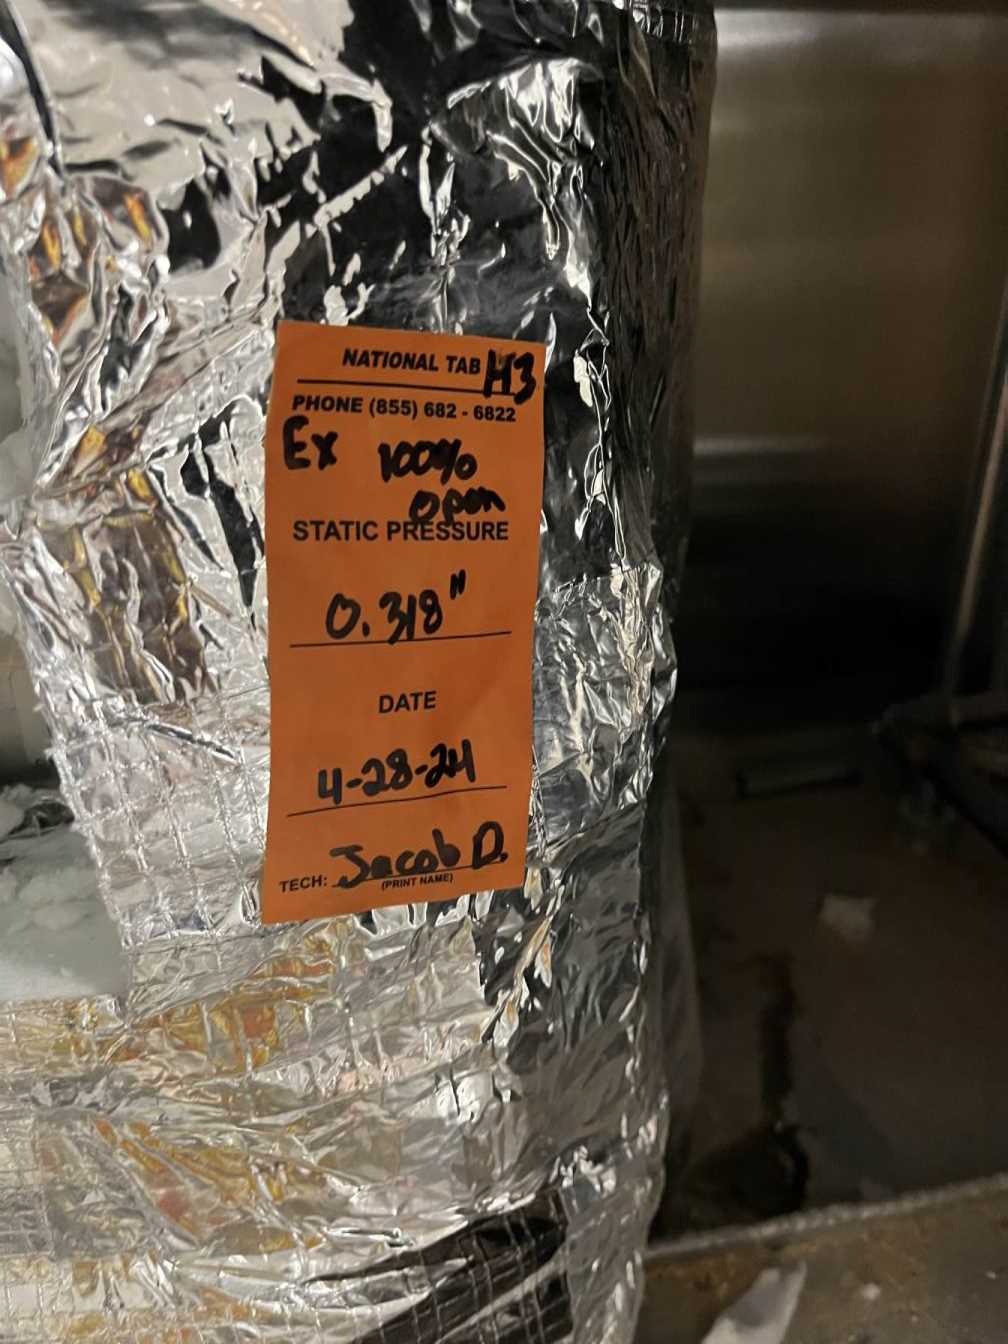 NATIONAL TAB H3
PHONE (855) 682 - 6822
Ex 100%
open
STATIC PRESSURE
0.318"
DATE
4-28-24
TECH: Jacob D.
(PRINT NAME)